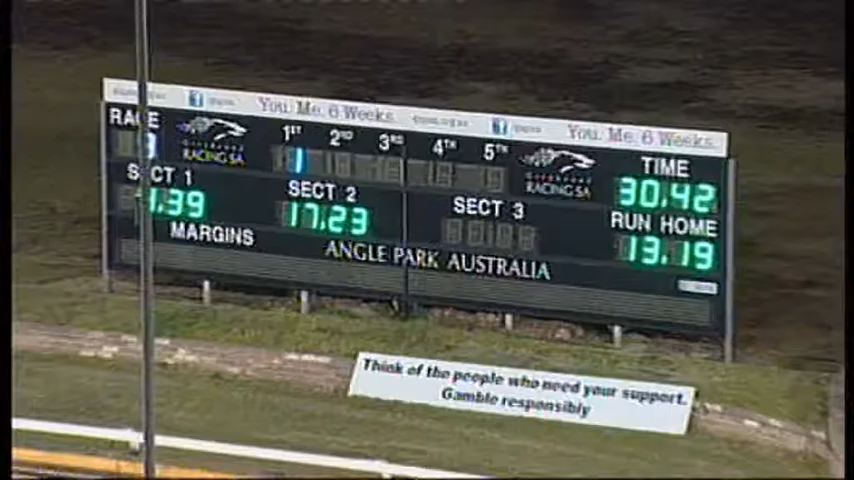 You. Me. 6 Weeks. You. Me. 6 Weeks.
RACE 1ST 2ND 3RD 4TH 5TH TIME
RACING SA 1 RACING SA 30.42
SECT 1 SECT 2 SECT 3 RUN HOME
.39 17.23 13.19
MARGINS ANGLE PARK AUSTRALIA
Think of the people who need your support.
Gamble responsibly